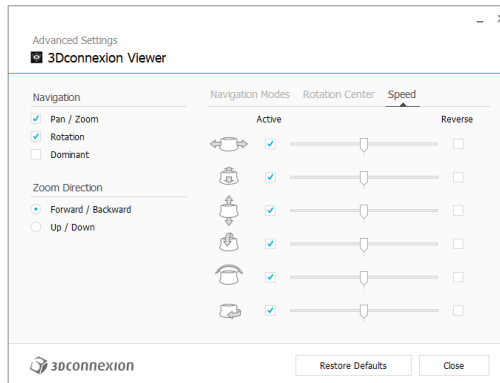 Advanced Settings
3Dconnexion Viewer
Navigation
Pan / Zoom
Rotation
Dominant
Zoom Direction
Forward / Backward
Up / Down
Navigation Modes Rotation Center Speed
Active Reverse
3Dconnexion
Restore Defaults Close